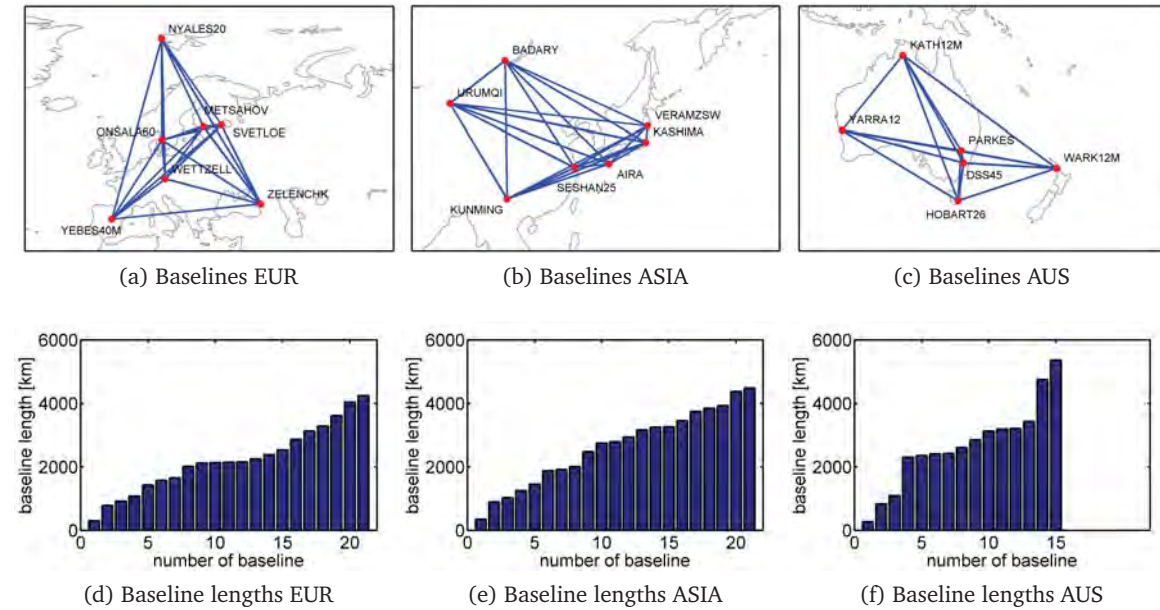 NYALES20
METSAHOV
ONSALA60
SVETLOE
WETTZELL
ZELENCHK
YEBES40M
BADARY
URUMQI
VERAMZSW
KASHIMA
AIRA
SESHAN25
KUNMING
KATH12M
YARRA12
PARKES
WARK12M
DSS45
HOBART26
(a) Baselines EUR
(b) Baselines ASIA
(c) Baselines AUS
6000
4000
2000
0
baseline length [km]
0 5 10 15 20
number of baseline
6000
4000
2000
0
baseline length [km]
0 5 10 15 20
number of baseline
6000
4000
2000
0
baseline length [km]
0 5 10 15
number of baseline
(d) Baseline lengths EUR
(e) Baseline lengths ASIA
(f) Baseline lengths AUS